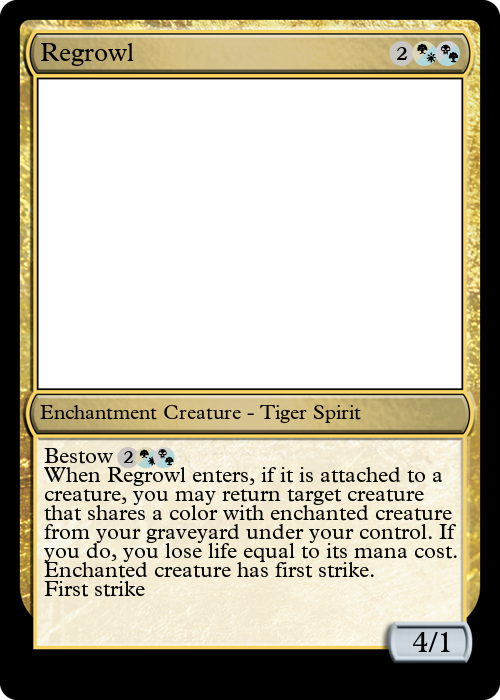 Regrowl 2
Enchantment Creature - Tiger Spirit
Bestow 2
When Regrowl enters, if it is attached to a
creature, you may return target creature
that shares a color with enchanted creature
from your graveyard under your control. If
you do, you lose life equal to its mana cost.
Enchanted creature has first strike.
First strike
4/1